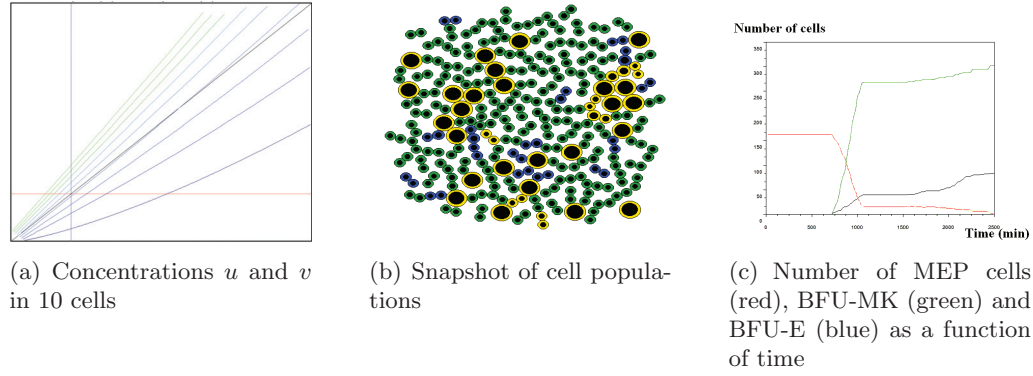 Number of cells
350
300
250
200
150
100
50
0
0 500 1000 1500 2000 2500
Time (min)
(a) Concentrations u and v
in 10 cells
(b) Snapshot of cell popula-
tions
(c) Number of MEP cells
(red), BFU-MK (green) and
BFU-E (blue) as a function
of time